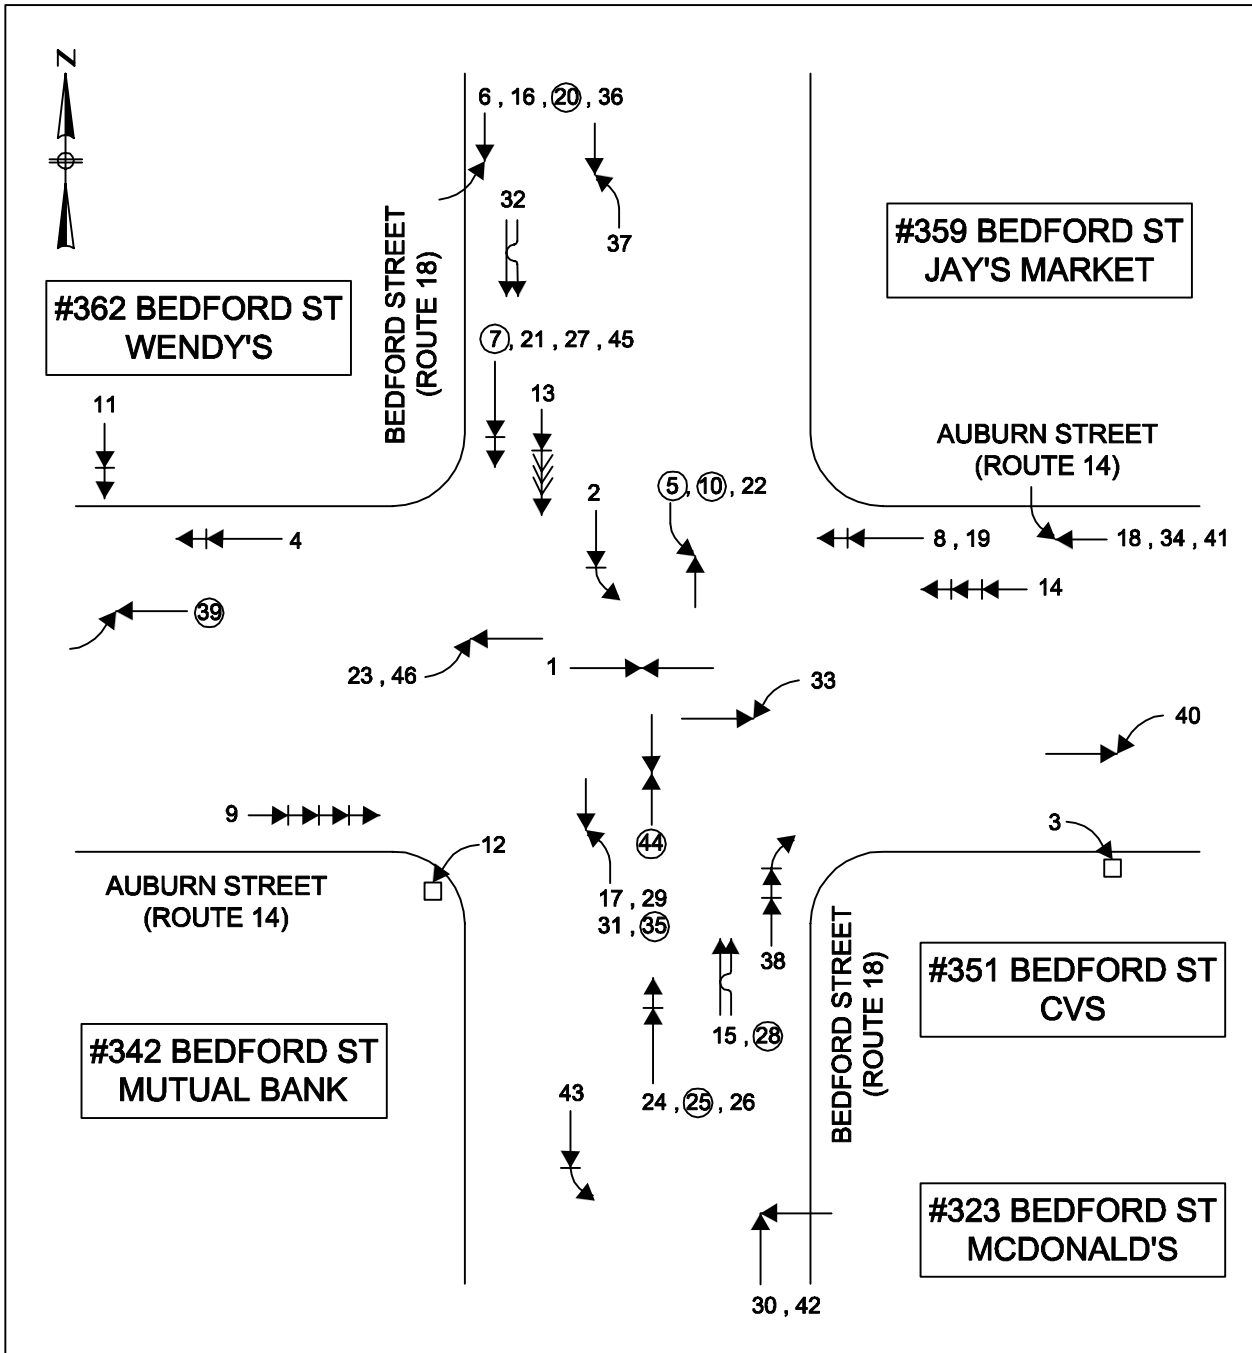 N
6 , 16 , 20 , 36
32
37
BEDFORD STREET
(ROUTE 18)
#359 BEDFORD ST
JAY'S MARKET
#362 BEDFORD ST
WENDY'S
7 , 21 , 27 , 45
11
13
AUBURN STREET
(ROUTE 14)
2
5 , 10 , 22
4
8 , 19
18 , 34 , 41
14
39
23 , 46
1
33
40
9
12
3
44
AUBURN STREET
(ROUTE 14)
17 , 29
31 , 35
38
BEDFORD STREET
(ROUTE 18)
#351 BEDFORD ST
CVS
15 , 28
#342 BEDFORD ST
MUTUAL BANK
43
24 , 25 , 26
#323 BEDFORD ST
MCDONALD'S
30 , 42